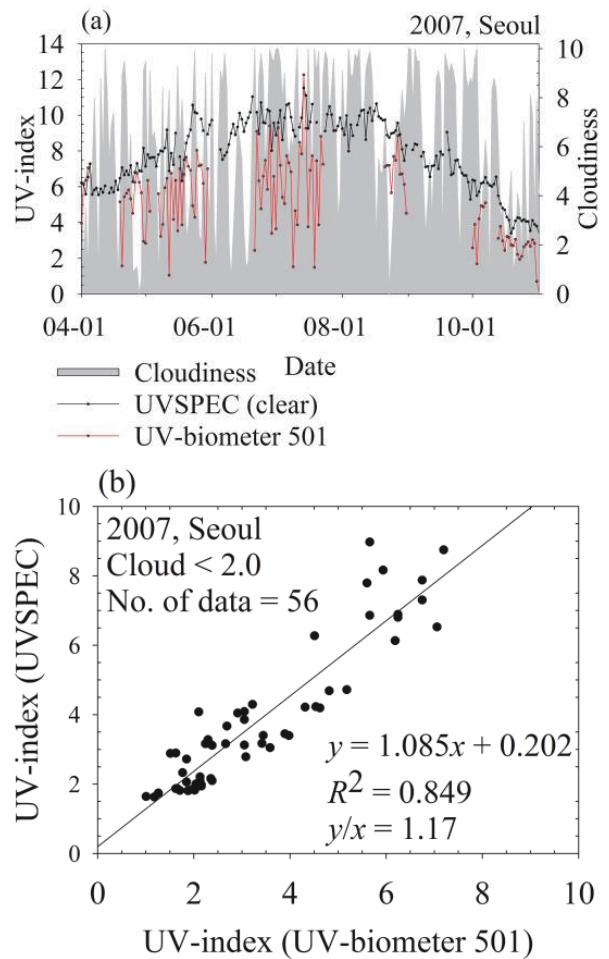 (a)
2007, Seoul
14
12
10
8
6
4
2
0
UV-index
10
8
6
4
2
0
Cloudiness
04-01 06-01 08-01 10-01
Date
Cloudiness
UVSPEC (clear)
UV-biometer 501
(b)
2007, Seoul
Cloud < 2.0
No. of data = 56
10
8
6
4
2
0
UV-index (UVSPEC)
y = 1.085x + 0.202
R² = 0.849
y/x = 1.17
0 2 4 6 8 10
UV-index (UV-biometer 501)